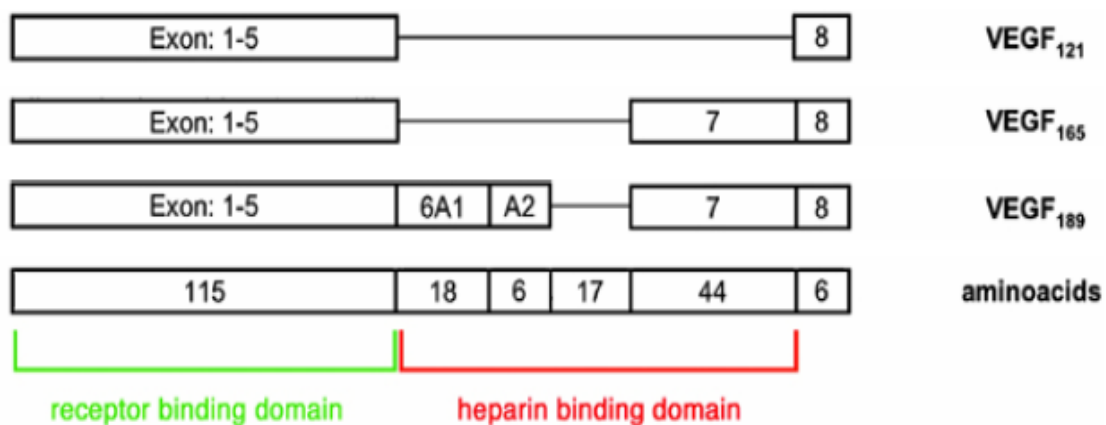 Exon: 1-5 8 VEGF121
Exon: 1-5 7 8 VEGF165
Exon: 1-5 6A1 A2 7 8 VEGF189
115 18 6 17 44 6 aminoacids
receptor binding domain heparin binding domain